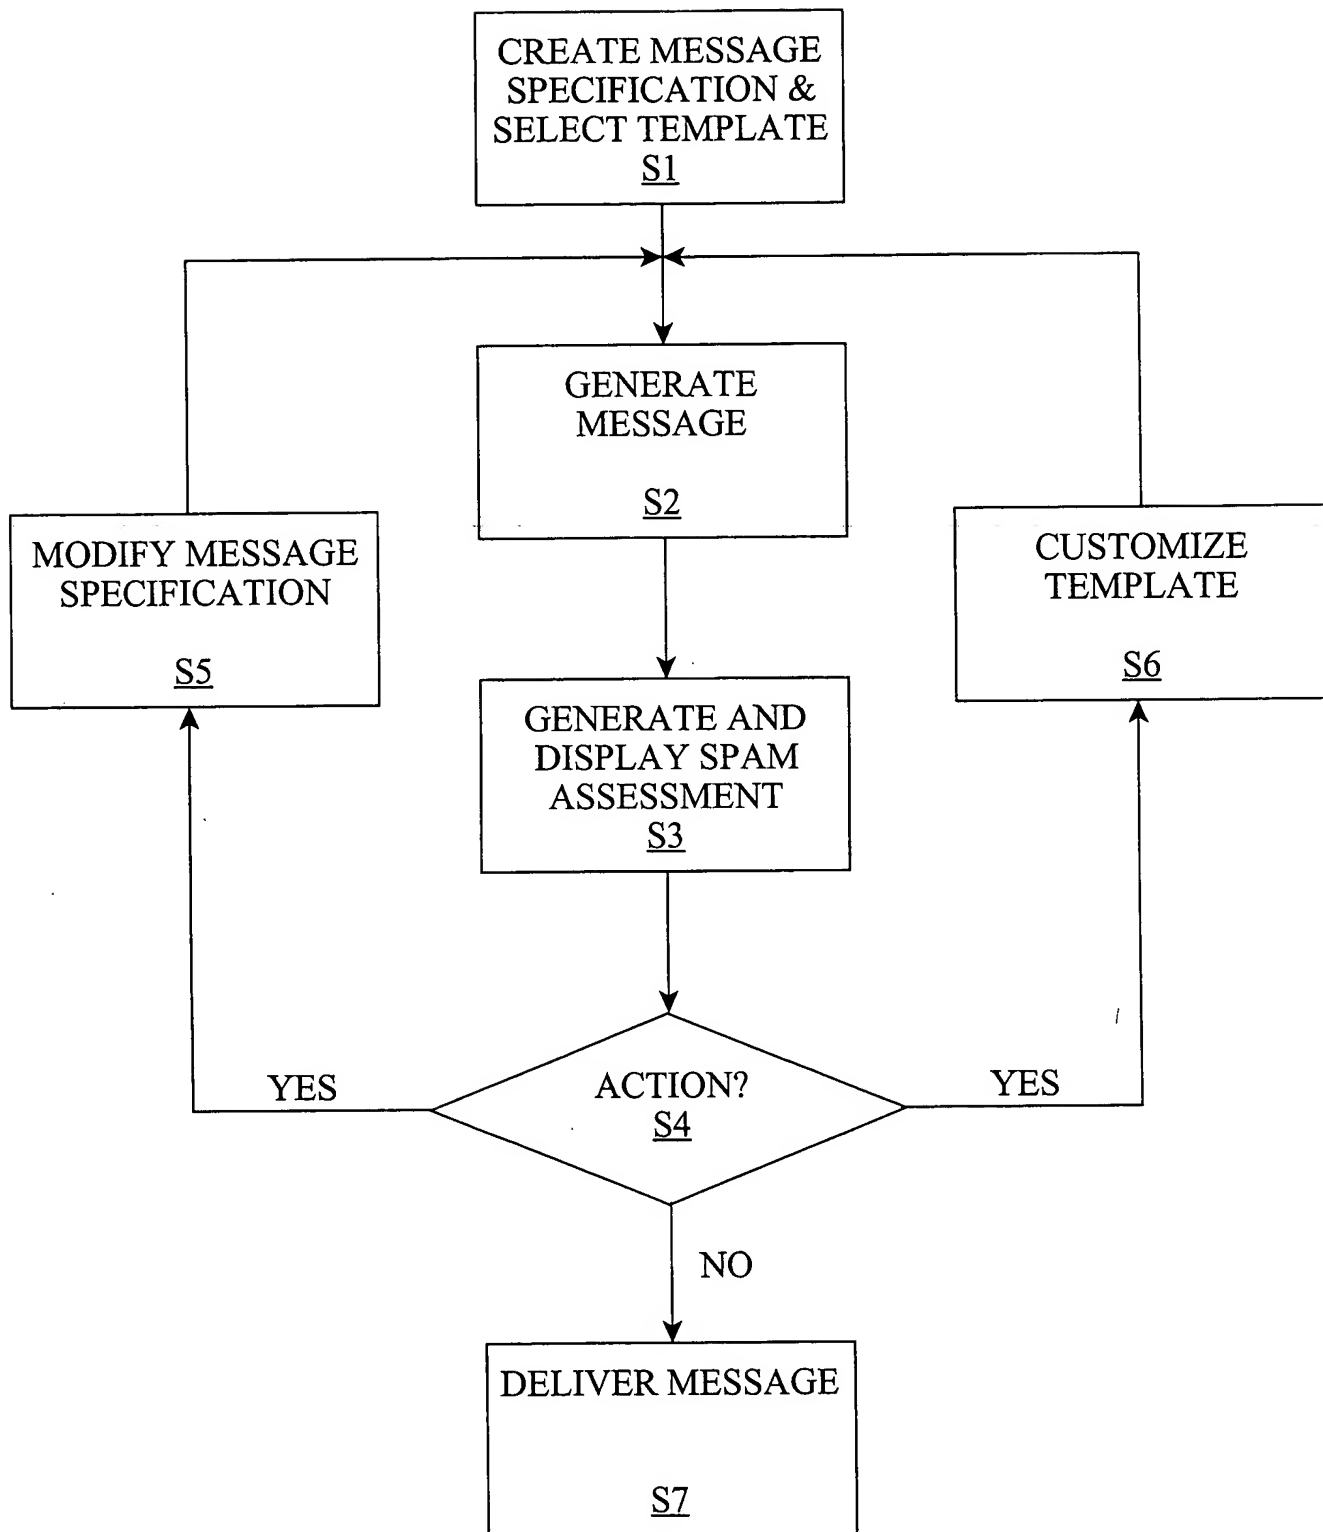 CREATE MESSAGE
SPECIFICATION &
SELECT TEMPLATE
S1
GENERATE
MESSAGE
S2
MODIFY MESSAGE
SPECIFICATION
S5
CUSTOMIZE
TEMPLATE
S6
GENERATE AND
DISPLAY SPAM
ASSESSMENT
S3
ACTION?
S4
YES
YES
NO
DELIVER MESSAGE
S7